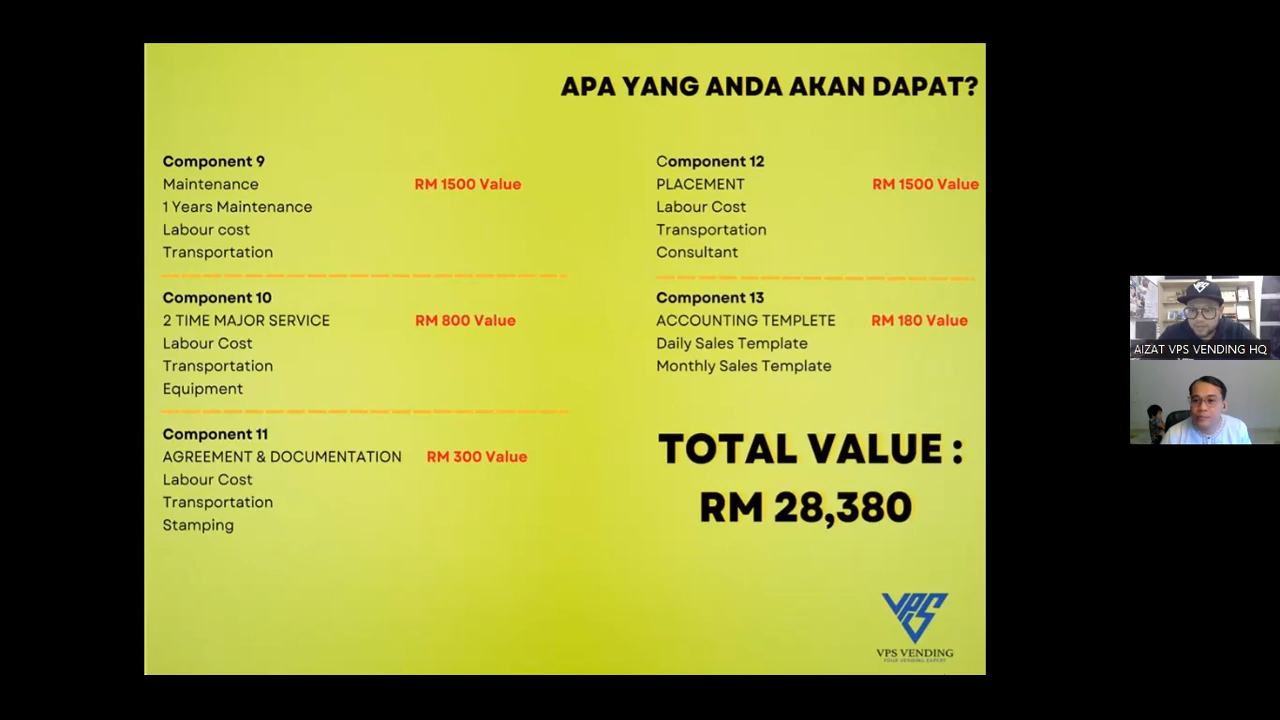 APA YANG ANDA AKAN DAPAT?
Component 9
Maintenance RM 1500 Value
1 Years Maintenance
Labour cost
Transportation
Component 10
2 TIME MAJOR SERVICE RM 800 Value
Labour Cost
Transportation
Equipment
Component 11
AGREEMENT & DOCUMENTATION RM 300 Value
Labour Cost
Transportation
Stamping
Component 12
PLACEMENT RM 1500 Value
Labour Cost
Transportation
Consultant
Component 13
ACCOUNTING TEMPLETE RM 180 Value
Daily Sales Template
Monthly Sales Template
TOTAL VALUE :
RM 28,380
VPS
VPS VENDING
YOUR VENDING EXPERT
AIZAT VPS VENDING HQ